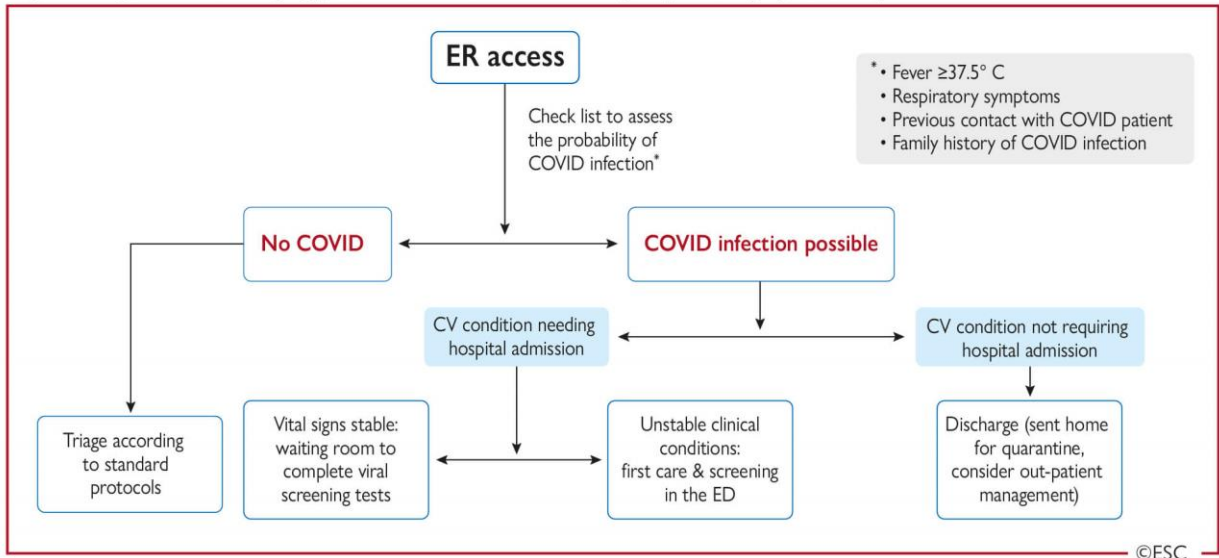 ER access
* • Fever ≥37.5° C
• Respiratory symptoms
• Previous contact with COVID patient
• Family history of COVID infection
Check list to assess
the probability of
COVID infection*
No COVID
COVID infection possible
CV condition needing
hospital admission
CV condition not requiring
hospital admission
Triage according
to standard
protocols
Vital signs stable:
waiting room to
complete viral
screening tests
Unstable clinical
conditions:
first care & screening
in the ED
Discharge (sent home
for quarantine,
consider out-patient
management)
©ESC